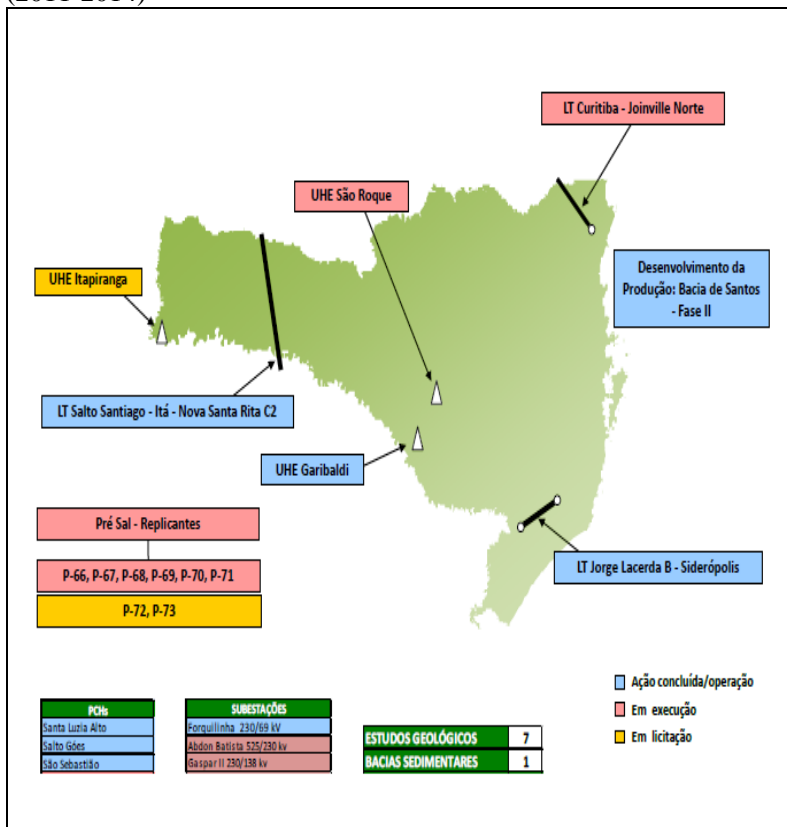 LT Curitiba - Joinville Norte
UHE São Roque
Desenvolvimento da
Produção: Bacia de Santos
- Fase II
UHE Itapiranga
LT Salto Santiago - Itá - Nova Santa Rita C2
UHE Garibaldi
Pré Sal - Replicantes
P-66, P-67, P-68, P-69, P-70, P-71
P-72, P-73
LT Jorge Lacerda B - Siderópolis
Ação concluída/operação
Em execução
Em licitação
PCHs
Santa Luzia Alto
Salto Góes
São Sebastião
SUBESTAÇÕES
Forquilinha 230/69 kV
Abdon Batista 525/230 kv
Gaspar II 230/138 kv
ESTUDOS GEOLÓGICOS 7
BACIAS SEDIMENTARES 1